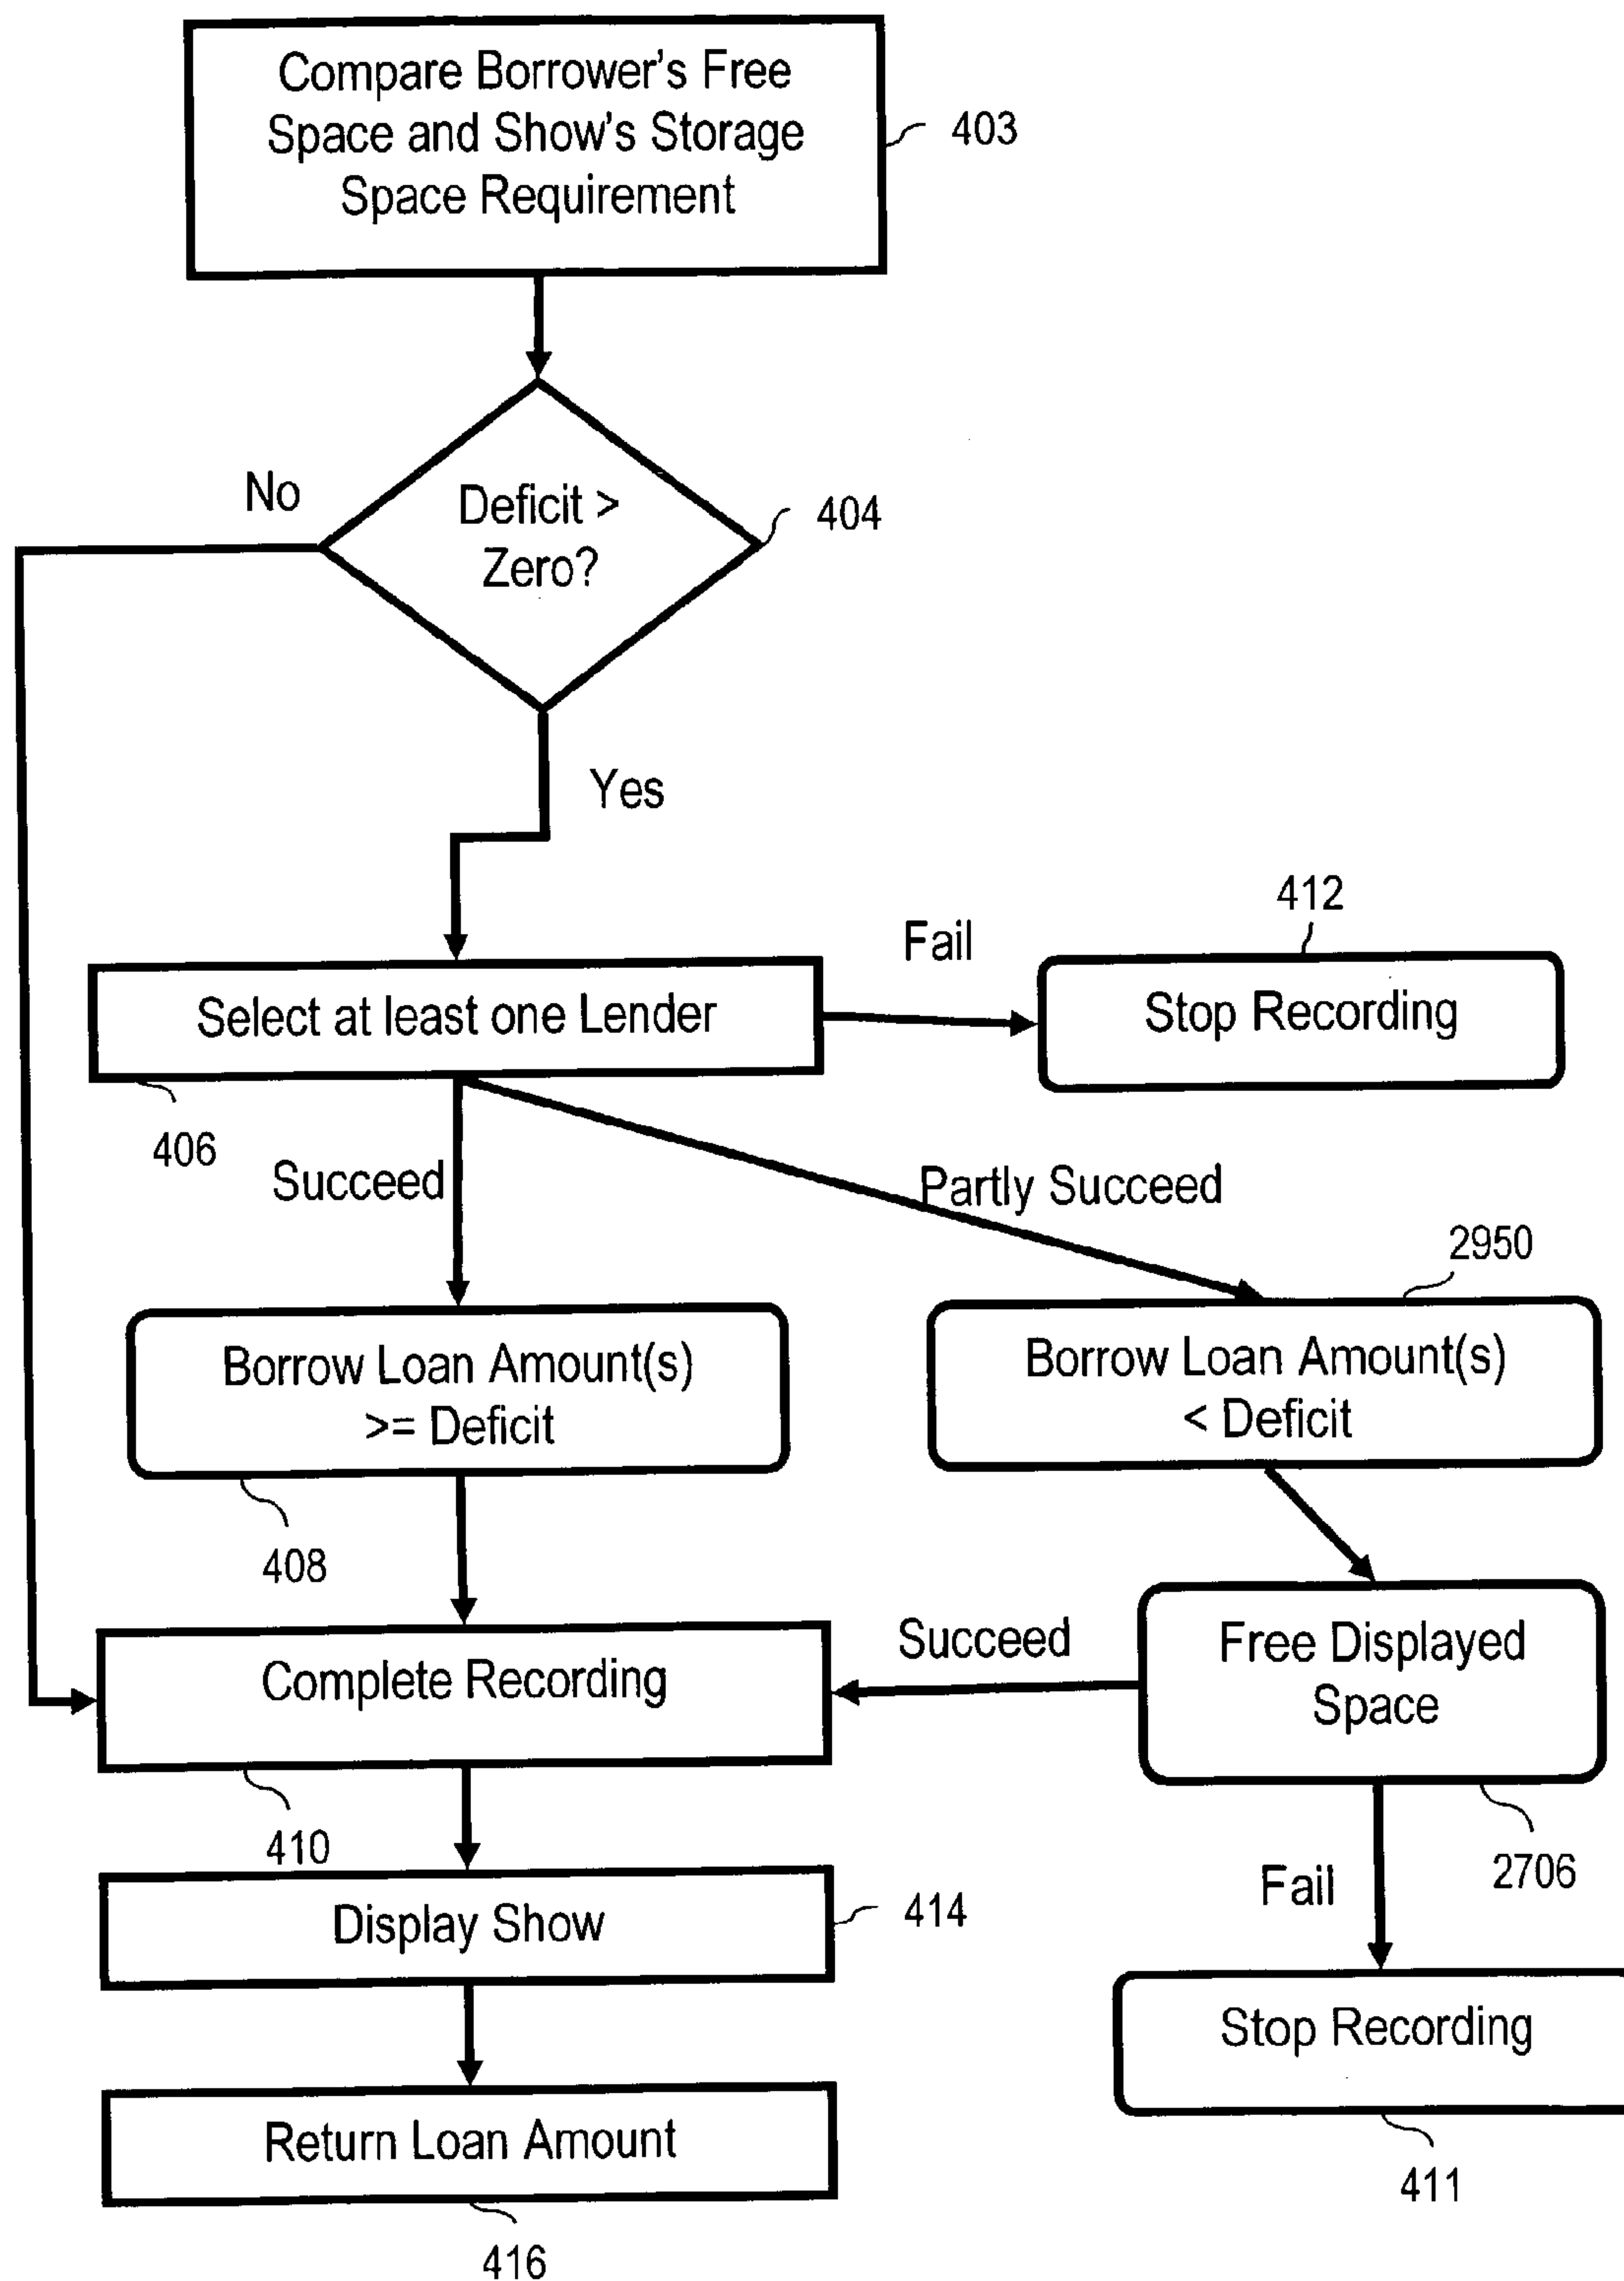 Compare Borrower's Free
Space and Show's Storage
Space Requirement
403
No
Deficit >
Zero?
404
Yes
412
Fail
Select at least one Lender
Stop Recording
406
Succeed
Partly Succeed
2950
Borrow Loan Amount(s)
>= Deficit
Borrow Loan Amount(s)
< Deficit
408
Complete Recording
Succeed
Free Displayed
Space
410
2706
Display Show
414
Fail
Stop Recording
Return Loan Amount
411
416